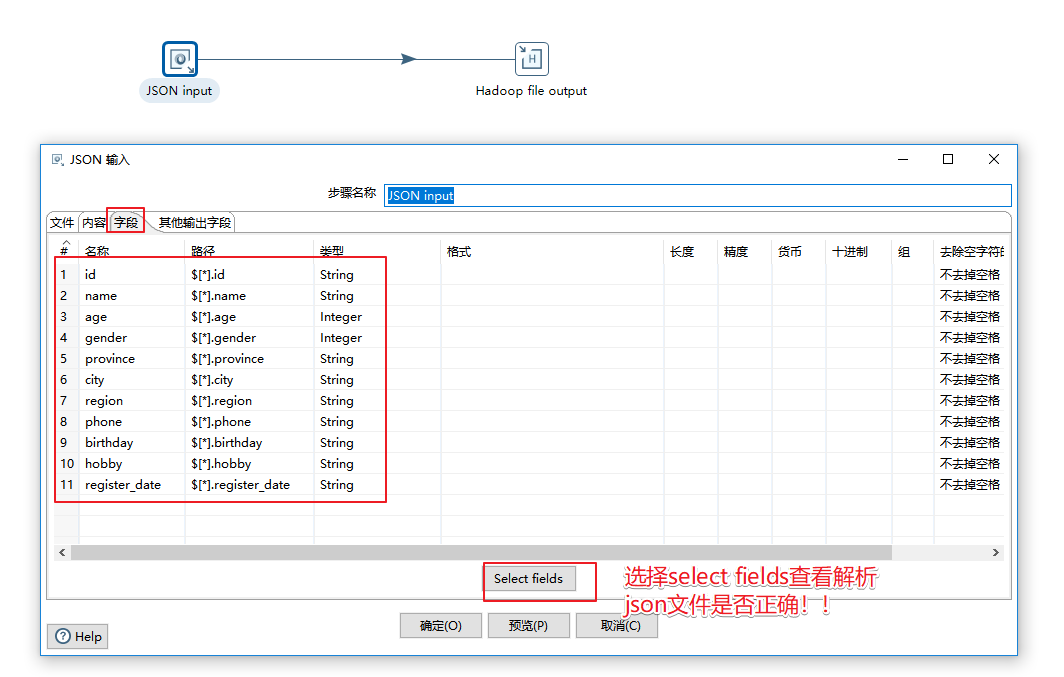 JSON input
Hadoop file output
JSON 输入
步骤名称 JSON input
文件 内容 字段 其他输出字段
# 名称 路径 类型 格式 长度 精度 货币 十进制 组 去除空字符的
1 id $[*].id String 不去掉空格
2 name $[*].name String 不去掉空格
3 age $[*].age Integer 不去掉空格
4 gender $[*].gender Integer 不去掉空格
5 province $[*].province String 不去掉空格
6 city $[*].city String 不去掉空格
7 region $[*].region String 不去掉空格
8 phone $[*].phone String 不去掉空格
9 birthday $[*].birthday String 不去掉空格
10 hobby $[*].hobby String 不去掉空格
11 register_date $[*].register_date String 不去掉空格
Select fields
选择select fields查看解析
json文件是否正确！！
确定(O) 预览(P) 取消(C)
Help